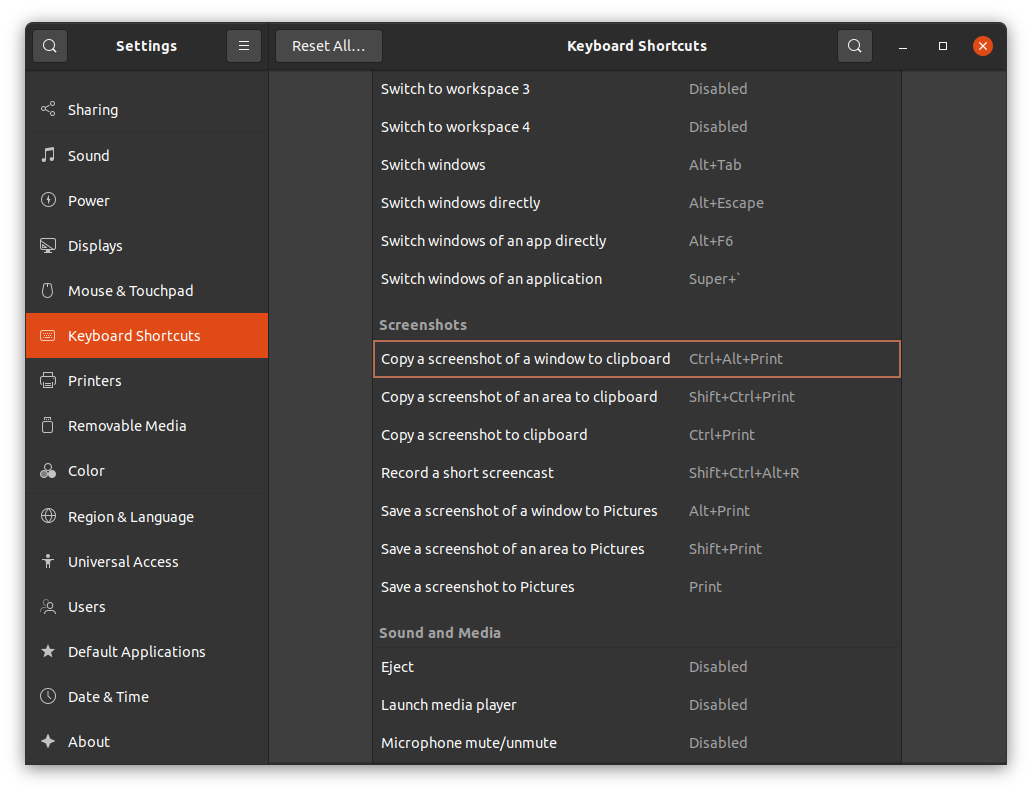 Settings
Reset All...
Keyboard Shortcuts
Sharing
Sound
Power
Displays
Mouse & Touchpad
Keyboard Shortcuts
Printers
Removable Media
Color
Region & Language
Universal Access
Users
Default Applications
Date & Time
About
Switch to workspace 3 Disabled
Switch to workspace 4 Disabled
Switch windows Alt+Tab
Switch windows directly Alt+Escape
Switch windows of an app directly Alt+F6
Switch windows of an application Super+`
Screenshots
Copy a screenshot of a window to clipboard Ctrl+Alt+Print
Copy a screenshot of an area to clipboard Shift+Ctrl+Print
Copy a screenshot to clipboard Ctrl+Print
Record a short screencast Shift+Ctrl+Alt+R
Save a screenshot of a window to Pictures Alt+Print
Save a screenshot of an area to Pictures Shift+Print
Save a screenshot to Pictures Print
Sound and Media
Eject Disabled
Launch media player Disabled
Microphone mute/unmute Disabled